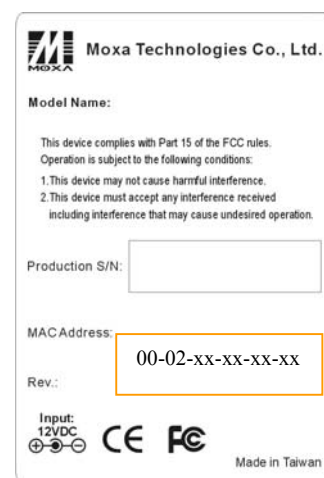 MOXA
Moxa Technologies Co., Ltd.
Model Name:
This device complies with Part 15 of the FCC rules.
Operation is subject to the following conditions:
1.This device may not cause harmful interference.
2.This device must accept any interference received
including interference that may cause undesired operation.
Production S/N:
MAC Address:
00-02-xx-xx-xx-xx
Rev.:
Input:
12VDC
CE FC
Made in Taiwan